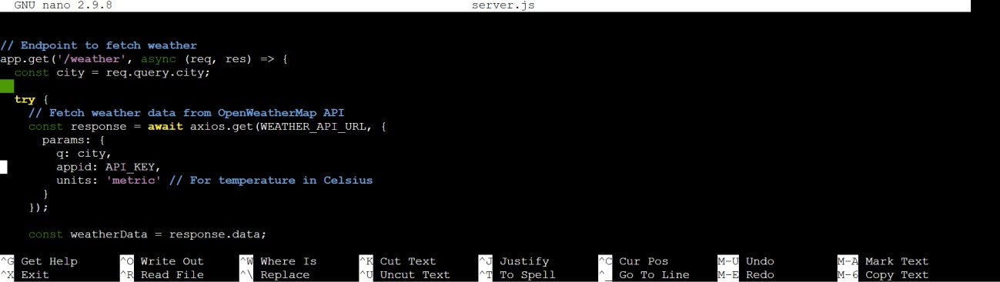 GNU nano 2.9.8 server.js
// Endpoint to fetch weather
app.get('/weather', async (req, res) => {
  const city = req.query.city;
  try {
    // Fetch weather data from OpenWeatherMap API
    const response = await axios.get(WEATHER_API_URL, {
      params: {
        q: city,
        appid: API_KEY,
        units: 'metric' // For temperature in Celsius
      }
    });
    const weatherData = response.data;
^G Get Help ^O Write Out ^W Where Is ^K Cut Text ^J Justify ^C Cur Pos M-U Undo M-A Mark Text
^X Exit ^R Read File ^\ Replace ^U Uncut Text ^T To Spell ^_ Go To Line M-E Redo M-6 Copy Text